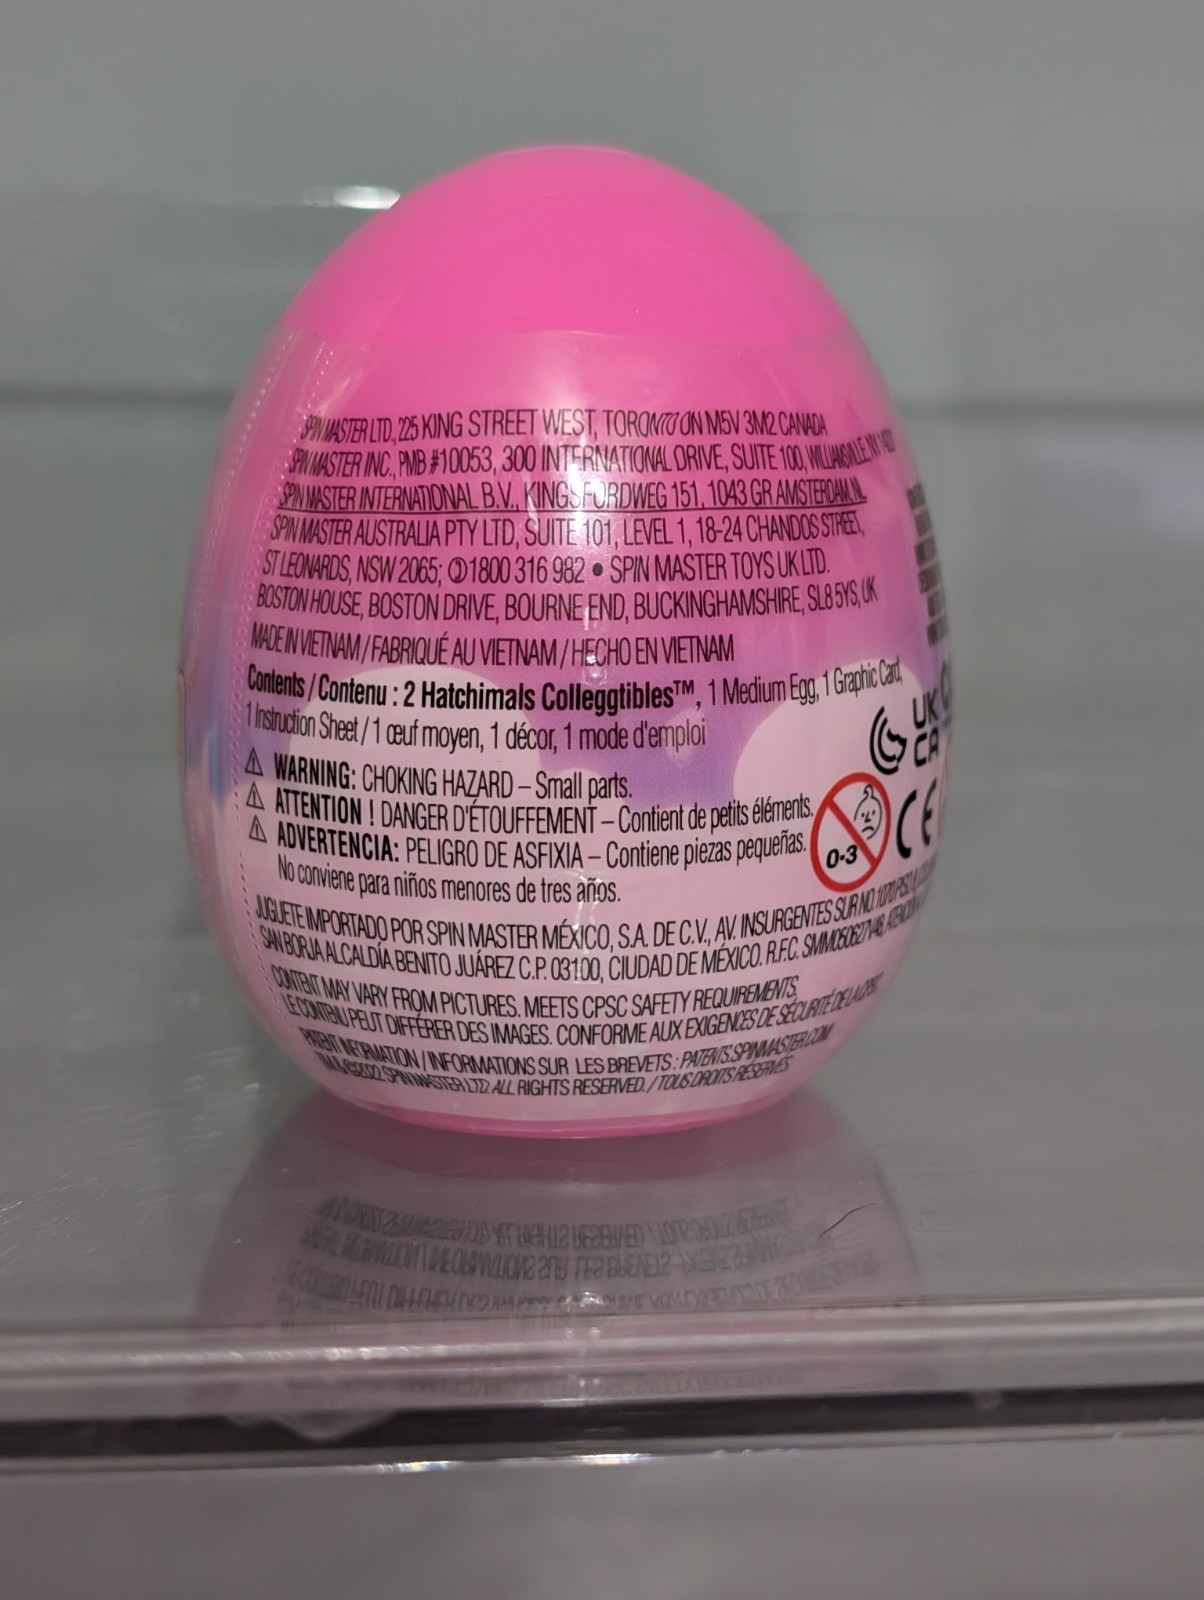 SPIN MASTER LTD., 225 KING STREET WEST, TORONTO ON M5V 3M2 CANADA
SPIN MASTER INC., PMB #10053, 300 INTERNATIONAL DRIVE, SUITE 100, WILLIAMSVILLE, NY
SPIN MASTER INTERNATIONAL B.V., KINGSFORDWEG 151, 1043 GR AMSTERDAM, NL
SPIN MASTER AUSTRALIA PTY LTD, SUITE 101, LEVEL 1, 18-24 CHANDOS STREET,
ST LEONARDS, NSW 2065; 1800 316 982 • SPIN MASTER TOYS UK LTD.
BOSTON HOUSE, BOSTON DRIVE, BOURNE END, BUCKINGHAMSHIRE, SL8 5YS, UK
MADE IN VIETNAM / FABRIQUÉ AU VIETNAM / HECHO EN VIETNAM
Contents / Contenu : 2 Hatchimals Colleggtibles™, 1 Medium Egg, 1 Graphic Card,
1 Instruction Sheet / 1 œuf moyen, 1 décor, 1 mode d'emploi
UK
CA
⚠ WARNING: CHOKING HAZARD – Small parts.
⚠ ATTENTION ! DANGER D'ÉTOUFFEMENT – Contient de petits éléments.
⚠ ADVERTENCIA: PELIGRO DE ASFIXIA – Contiene piezas pequeñas.
No conviene para niños menores de tres años.
0-3
CE
JUGUETE IMPORTADO POR SPIN MASTER MÉXICO, S.A. DE C.V., AV. INSURGENTES SUR NO. 1070 PISO
SAN BORJA ALCALDÍA BENITO JUÁREZ C.P. 03100, CIUDAD DE MÉXICO. R.F.C. SMM050627V48,
CONTENT MAY VARY FROM PICTURES. MEETS CPSC SAFETY REQUIREMENTS.
LE CONTENU PEUT DIFFÉRER DES IMAGES. CONFORME AUX EXIGENCES DE SÉCURITÉ DE LA CPSC.
PATENT INFORMATION / INFORMATIONS SUR LES BREVETS : PATENTS.SPINMASTER.COM
TM & ©2022 SPIN MASTER LTD. ALL RIGHTS RESERVED. / TOUS DROITS RÉSERVÉS